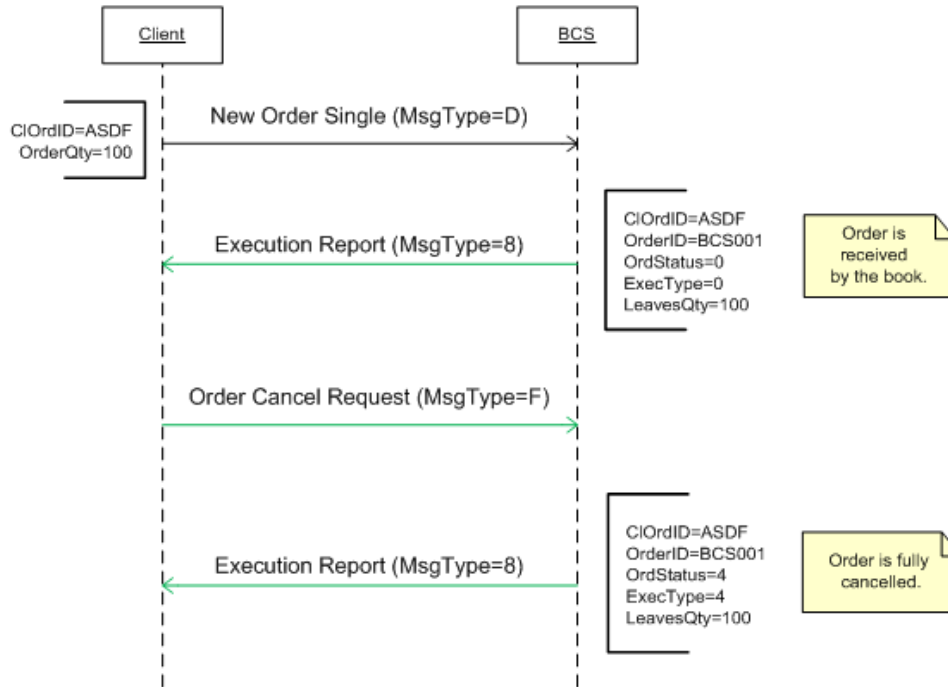 Client
BCS
New Order Single (MsgType=D)
ClOrdID=ASDF
OrderQty=100
ClOrdID=ASDF
OrderID=BCS001
OrdStatus=0
ExecType=0
LeavesQty=100
Order is
received
by the book.
Execution Report (MsgType=8)
Order Cancel Request (MsgType=F)
ClOrdID=ASDF
OrderID=BCS001
OrdStatus=4
ExecType=4
LeavesQty=100
Order is fully
cancelled.
Execution Report (MsgType=8)